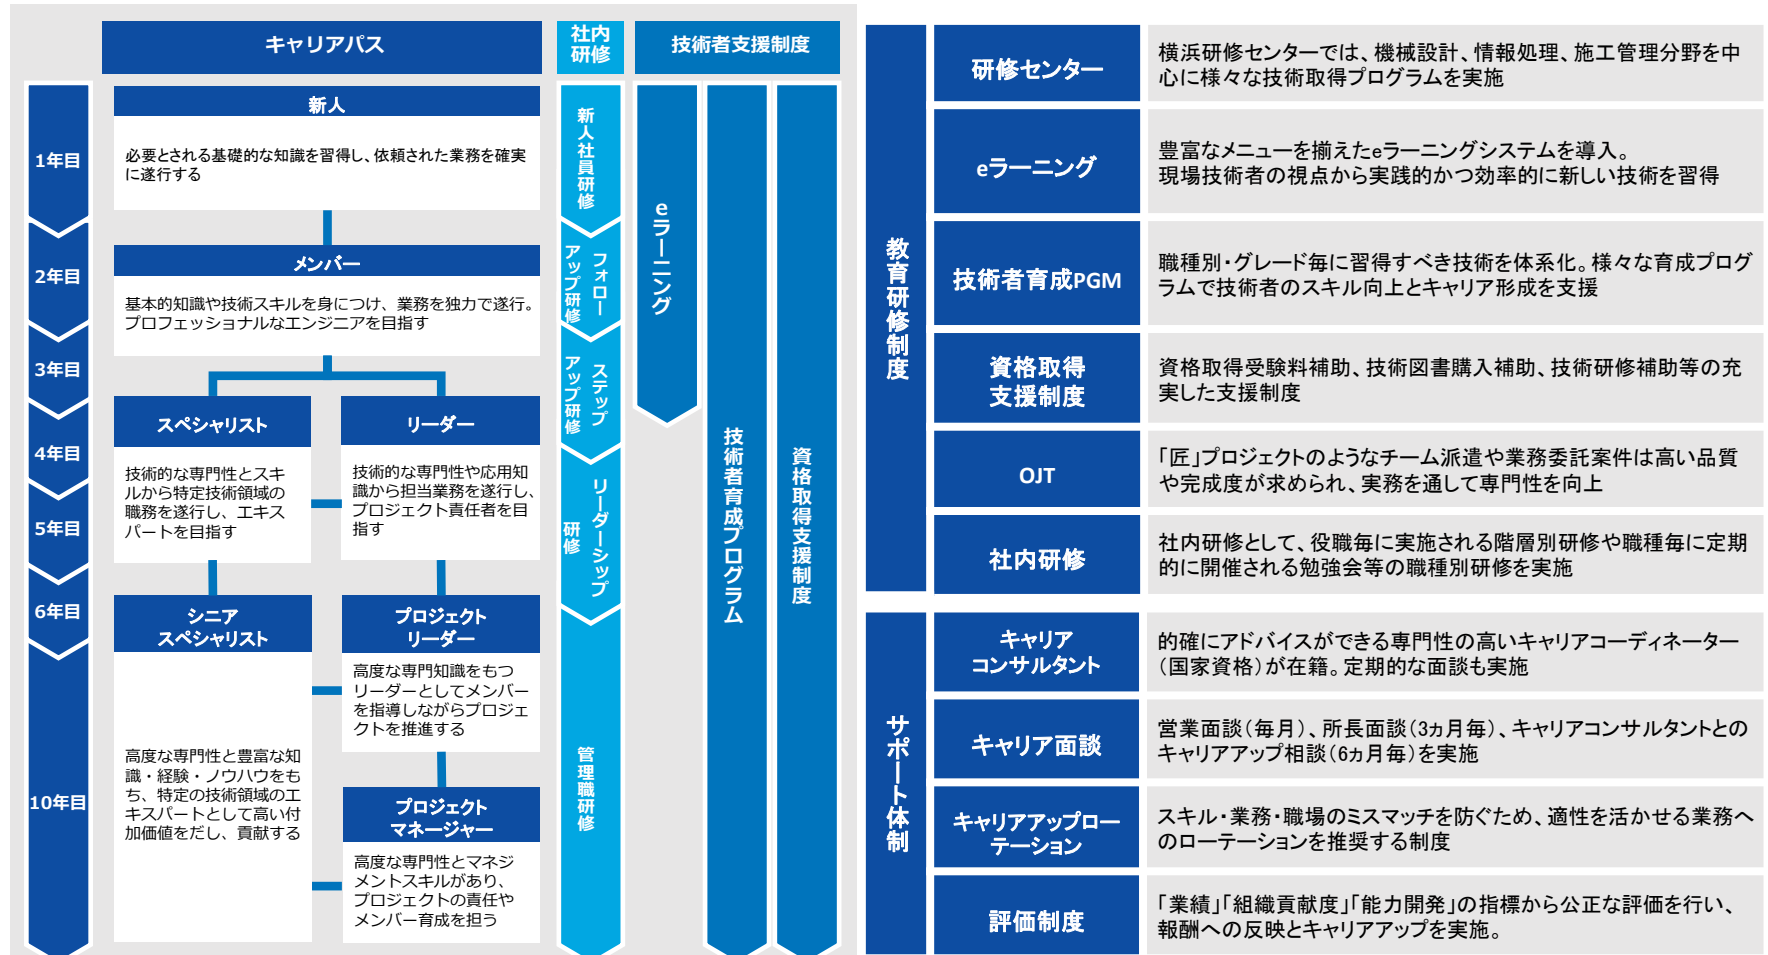 キャリアパス
社内
研修
技術者支援制度
1年目
2年目
3年目
4年目
5年目
6年目
10年目
新人
必要とされる基礎的な知識を習得し、依頼された業務を確実
に遂行する
メンバー
基本的知識や技術スキルを身につけ、業務を独力で遂行。
プロフェッショナルなエンジニアを目指す
スペシャリスト
技術的な専門性とスキ
ルから特定技術領域の
職務を遂行し、エキス
パートを目指す
リーダー
技術的な専門性や応用知
識から担当業務を遂行し、
プロジェクト責任者を目
指す
シニア
スペシャリスト
高度な専門性と豊富な知
識・経験・ノウハウをも
ち、特定の技術領域のエ
キスパートとして高い付
加価値をだし、貢献する
プロジェクト
リーダー
高度な専門知識をもつ
リーダーとしてメンバー
を指導しながらプロジェ
クトを推進する
プロジェクト
マネージャー
高度な専門性とマネジ
メントスキルがあり、
プロジェクトの責任や
メンバー育成を担う
新人社員研修
フォロー
アップ研修
ステップ
アップ研修
リーダーシップ
研修
管理職研修
eラーニング
技術者育成プログラム
資格取得支援制度
教育研修制度
研修センター
横浜研修センターでは、機械設計、情報処理、施工管理分野を中
心に様々な技術取得プログラムを実施
eラーニング
豊富なメニューを揃えたeラーニングシステムを導入。
現場技術者の視点から実践的かつ効率的に新しい技術を習得
技術者育成PGM
職種別・グレード毎に習得すべき技術を体系化。様々な育成プログ
ラムで技術者のスキル向上とキャリア形成を支援
資格取得
支援制度
資格取得受験料補助、技術図書購入補助、技術研修補助等の充
実した支援制度
OJT
「匠」プロジェクトのようなチーム派遣や業務委託案件は高い品質
や完成度が求められ、実務を通して専門性を向上
社内研修
社内研修として、役職毎に実施される階層別研修や職種毎に定期
的に開催される勉強会等の職種別研修を実施
サポート体制
キャリア
コンサルタント
的確にアドバイスができる専門性の高いキャリアコーディネーター
（国家資格）が在籍。定期的な面談も実施
キャリア面談
営業面談（毎月）、所長面談（3ヵ月毎）、キャリアコンサルタントとの
キャリアアップ相談（6ヵ月毎）を実施
キャリアアップロー
テーション
スキル・業務・職場のミスマッチを防ぐため、適性を活かせる業務へ
のローテーションを推奨する制度
評価制度
「業績」「組織貢献度」「能力開発」の指標から公正な評価を行い、
報酬への反映とキャリアアップを実施。